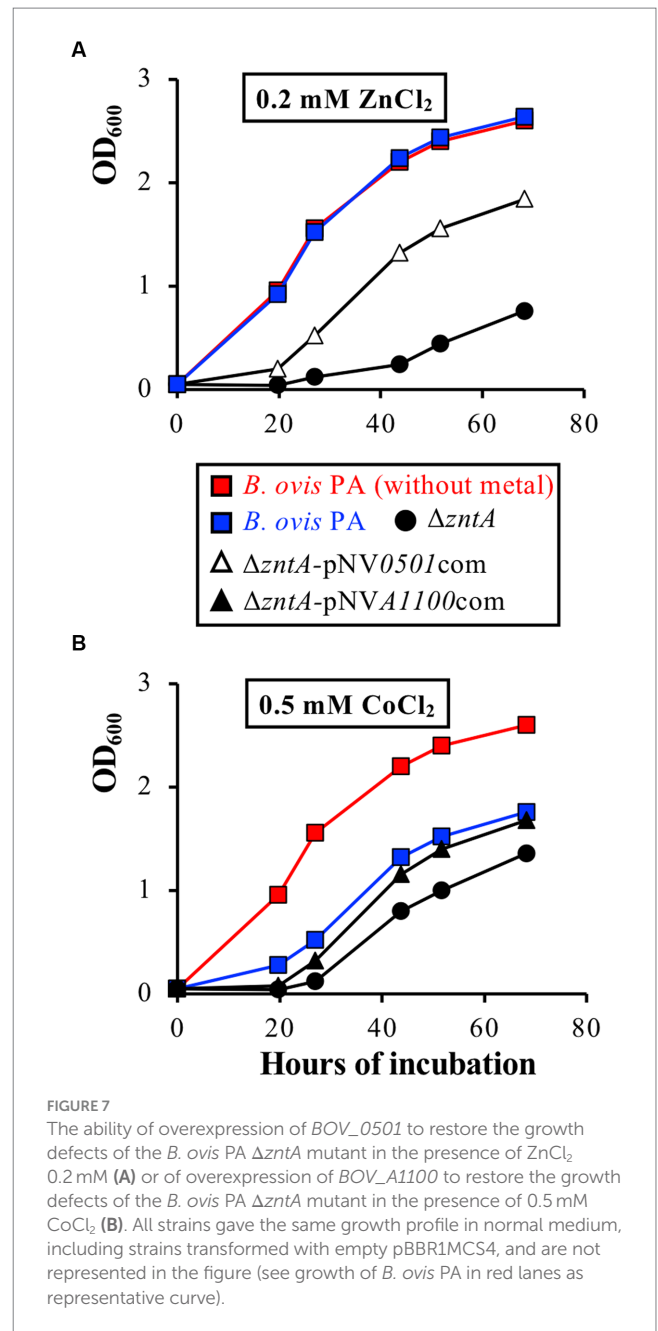 A
0.2 mM ZnCl₂
OD₆₀₀
3
2
1
0
0 20 40 60 80
B. ovis PA (without metal)
B. ovis PA ΔzntA
ΔzntA-pNV0501com
ΔzntA-pNVA1100com
B
0.5 mM CoCl₂
OD₆₀₀
3
2
1
0
0 20 40 60 80
Hours of incubation
FIGURE 7
The ability of overexpression of BOV_0501 to restore the growth
defects of the B. ovis PA ΔzntA mutant in the presence of ZnCl₂
0.2 mM (A) or of overexpression of BOV_A1100 to restore the growth
defects of the B. ovis PA ΔzntA mutant in the presence of 0.5 mM
CoCl₂ (B). All strains gave the same growth profile in normal medium,
including strains transformed with empty pBBR1MCS4, and are not
represented in the figure (see growth of B. ovis PA in red lanes as
representative curve).